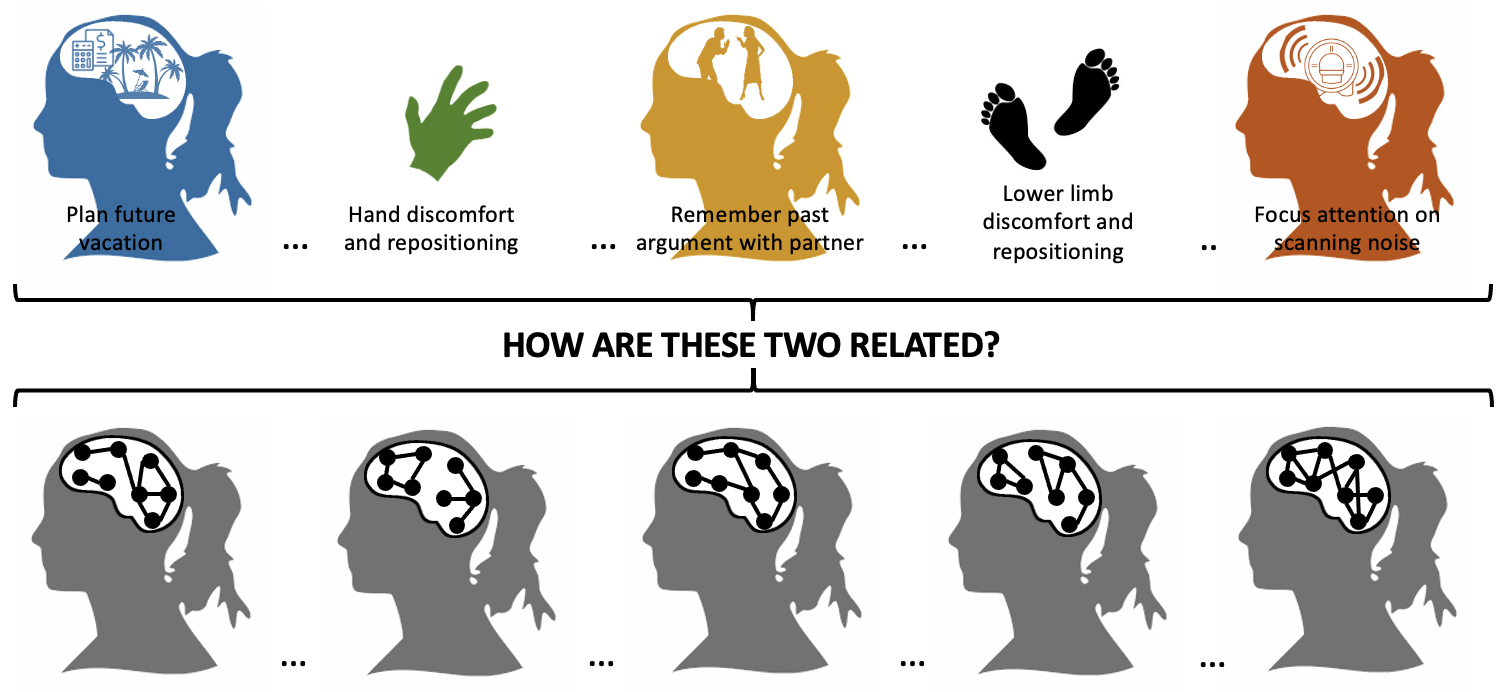 Plan future
vacation
...
Hand discomfort
and repositioning
...
Remember past
argument with partner
...
Lower limb
discomfort and
repositioning
..
Focus attention on
scanning noise
HOW ARE THESE TWO RELATED?
... ... ... ...